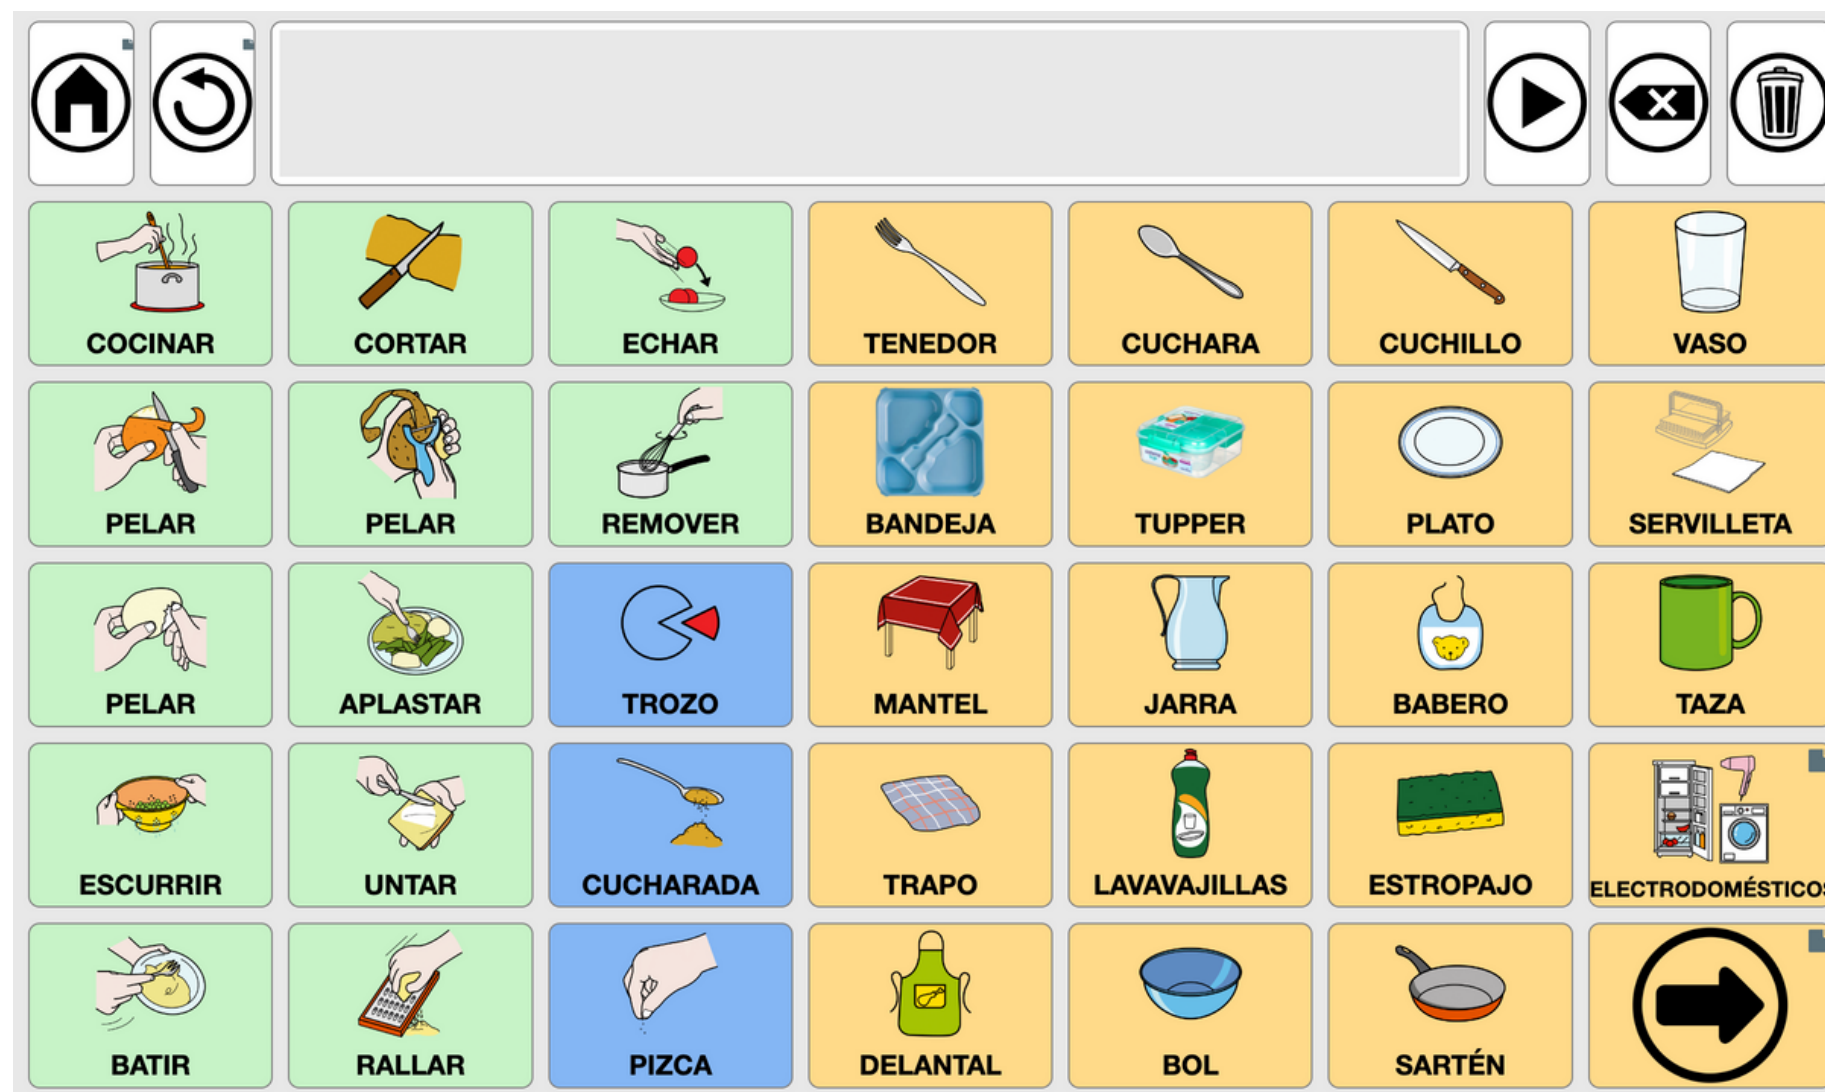 COCINAR
CORTAR
ECHAR
TENEDOR
CUCHARA
CUCHILLO
VASO
PELAR
PELAR
REMOVER
BANDEJA
TUPPER
PLATO
SERVILLETA
PELAR
APLASTAR
TROZO
MANTEL
JARRA
BABERO
TAZA
ESCURRIR
UNTAR
CUCHARADA
TRAPO
LAVAVAJILLAS
ESTROPAJO
ELECTRODOMÉSTICOS
BATIR
RALLAR
PIZCA
DELANTAL
BOL
SARTÉN